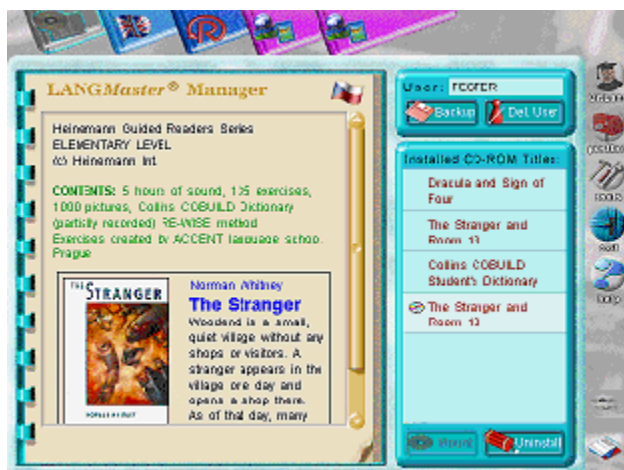 LANGMaster® Manager
Heinemann Guided Readers Series
ELEMENTARY LEVEL
(c) Heinemann Int.
CONTENTS: 5 hours of sound, exercises,
1000 pictures, Collins COBUILD Dictionary
(partially recorded) RE-WISE method
Exercises created by ACCENT language school
Prague
THE STRANGER
Norman Whitney
The Stranger
Woodend is a small,
quiet village without any
shops or visitors. A
stranger appears in the
village one day and
opens a shop there.
As of that day, many
User:
Backup
Del. User
Installed CD-ROM Titles:
Dracula and Sign of
Four
The Stranger and
Room 13
Collins COBUILD
Student's Dictionary
The Stranger and
Room 13
Uninstall
tools
help